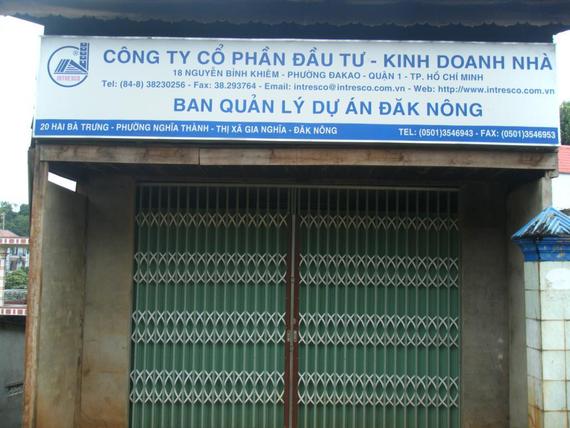 INTRESCO
CÔNG TY CỔ PHẦN ĐẦU TƯ - KINH DOANH NHÀ
18 NGUYỄN BỈNH KHIÊM - PHƯỜNG ĐAKAO - QUẬN 1 - TP. HỒ CHÍ MINH
Tel: (84-8) 38230256 - Fax: 38.293764 - Email: intresco@intresco.com.vn - Web: http://www.intresco.com.vn
BAN QUẢN LÝ DỰ ÁN ĐĂK NÔNG
20 HAI BÀ TRƯNG - PHƯỜNG NGHĨA THÀNH - THỊ XÃ GIA NGHĨA - ĐĂK NÔNG TEL: (0501)3546943 - FAX: (0501)3546953